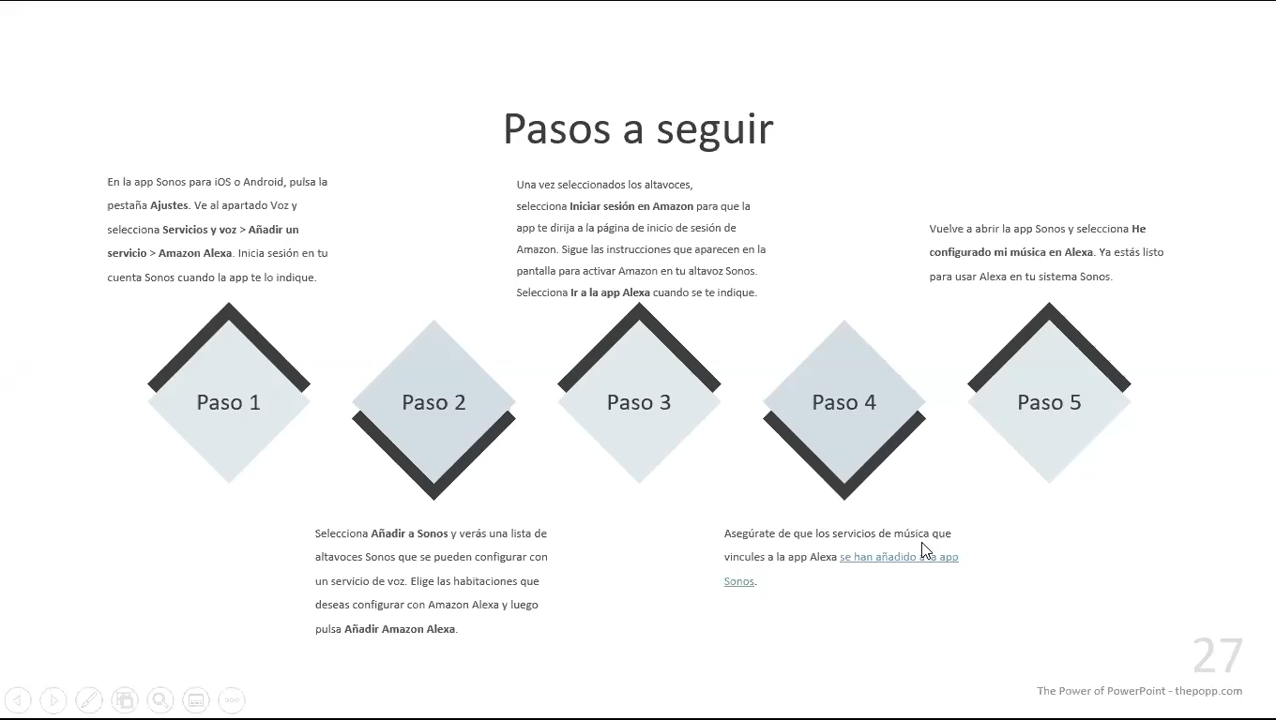 Pasos a seguir
En la app Sonos para iOS o Android, pulsa la
pestaña Ajustes. Ve al apartado Voz y
selecciona Servicios y voz > Añadir un
servicio > Amazon Alexa. Inicia sesión en tu
cuenta Sonos cuando la app te lo indique.
Una vez seleccionados los altavoces,
selecciona Iniciar sesión en Amazon para que la
app te dirija a la página de inicio de sesión de
Amazon. Sigue las instrucciones que aparecen en la
pantalla para activar Amazon en tu altavoz Sonos.
Selecciona Ir a la app Alexa cuando se te indique.
Vuelve a abrir la app Sonos y selecciona He
configurado mi música en Alexa. Ya estás listo
para usar Alexa en tu sistema Sonos.
Paso 1
Paso 2
Paso 3
Paso 4
Paso 5
Selecciona Añadir a Sonos y verás una lista de
altavoces Sonos que se pueden configurar con
un servicio de voz. Elige las habitaciones que
deseas configurar con Amazon Alexa y luego
pulsa Añadir Amazon Alexa.
Asegúrate de que los servicios de música que
vincules a la app Alexa se han añadido a la app
Sonos.
27
The Power of PowerPoint - thepopp.com